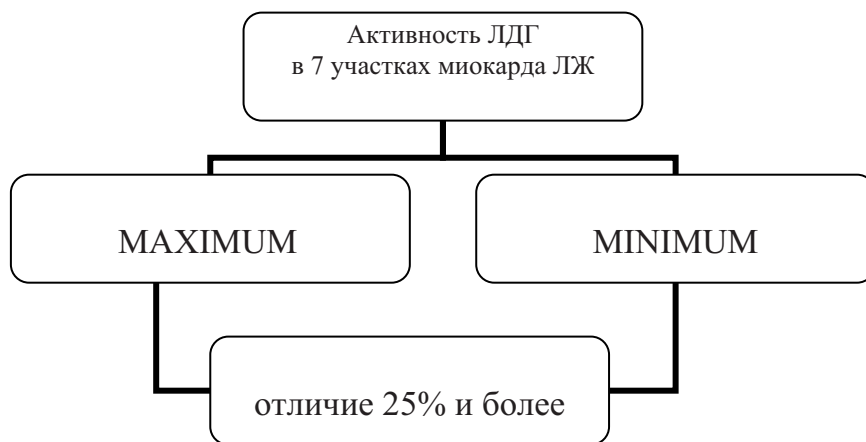 Активность ЛДГ
в 7 участках миокарда ЛЖ
MAXIMUM
MINIMUM
отличие 25% и более